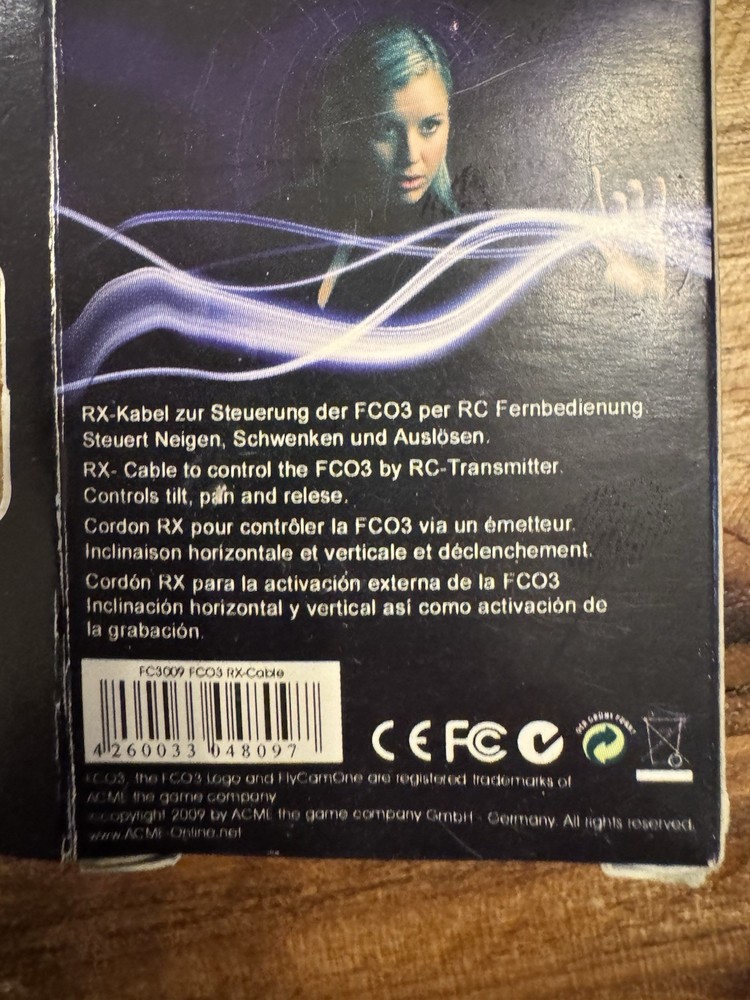 RX-Kabel zur Steuerung der FCO3 per RC Fernbedienung.
Steuert Neigen, Schwenken und Auslösen.
RX- Cable to control the FCO3 by RC-Transmitter.
Controls tilt, pan and relese.
Cordon RX pour contrôler la FCO3 via un émetteur.
Inclinaison horizontale et verticale et déclenchement.
Cordón RX para la activación externa de la FCO3
Inclinación horizontal y vertical así como activación de
la grabación.
FC3009 FCO3 RX-Cable
4 260033 048097
CE FC
DER GRÜNE PUNKT
FCO3, the FCO3 Logo and FlyCamOne are registered trademarks of
ACME the game company
copyright 2009 by ACME the game company GmbH - Germany. All rights reserved.
www.ACME-Online.net